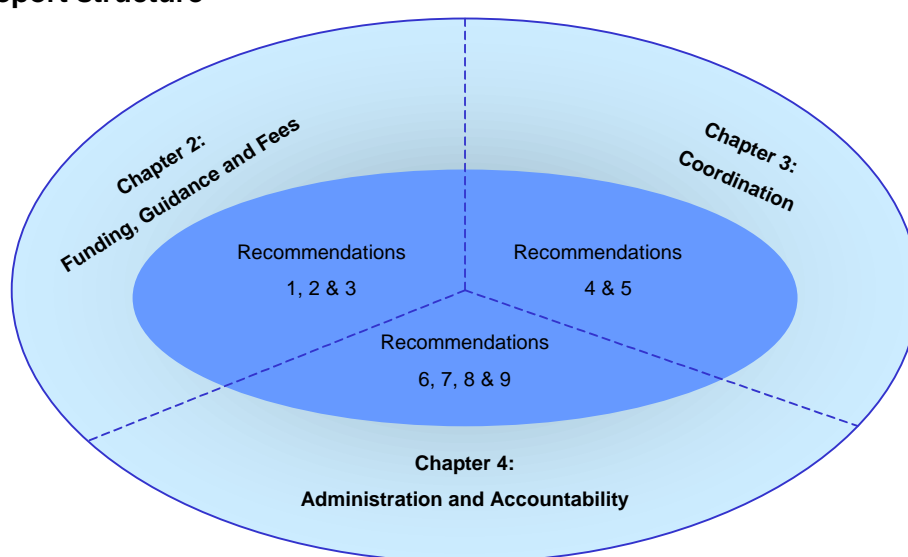 structure
Chapter 2:
Funding, Guidance and Fees
Chapter 3:
Coordination
Recommendations
1, 2 & 3
Recommendations
4 & 5
Recommendations
6, 7, 8 & 9
Chapter 4:
Administration and Accountability